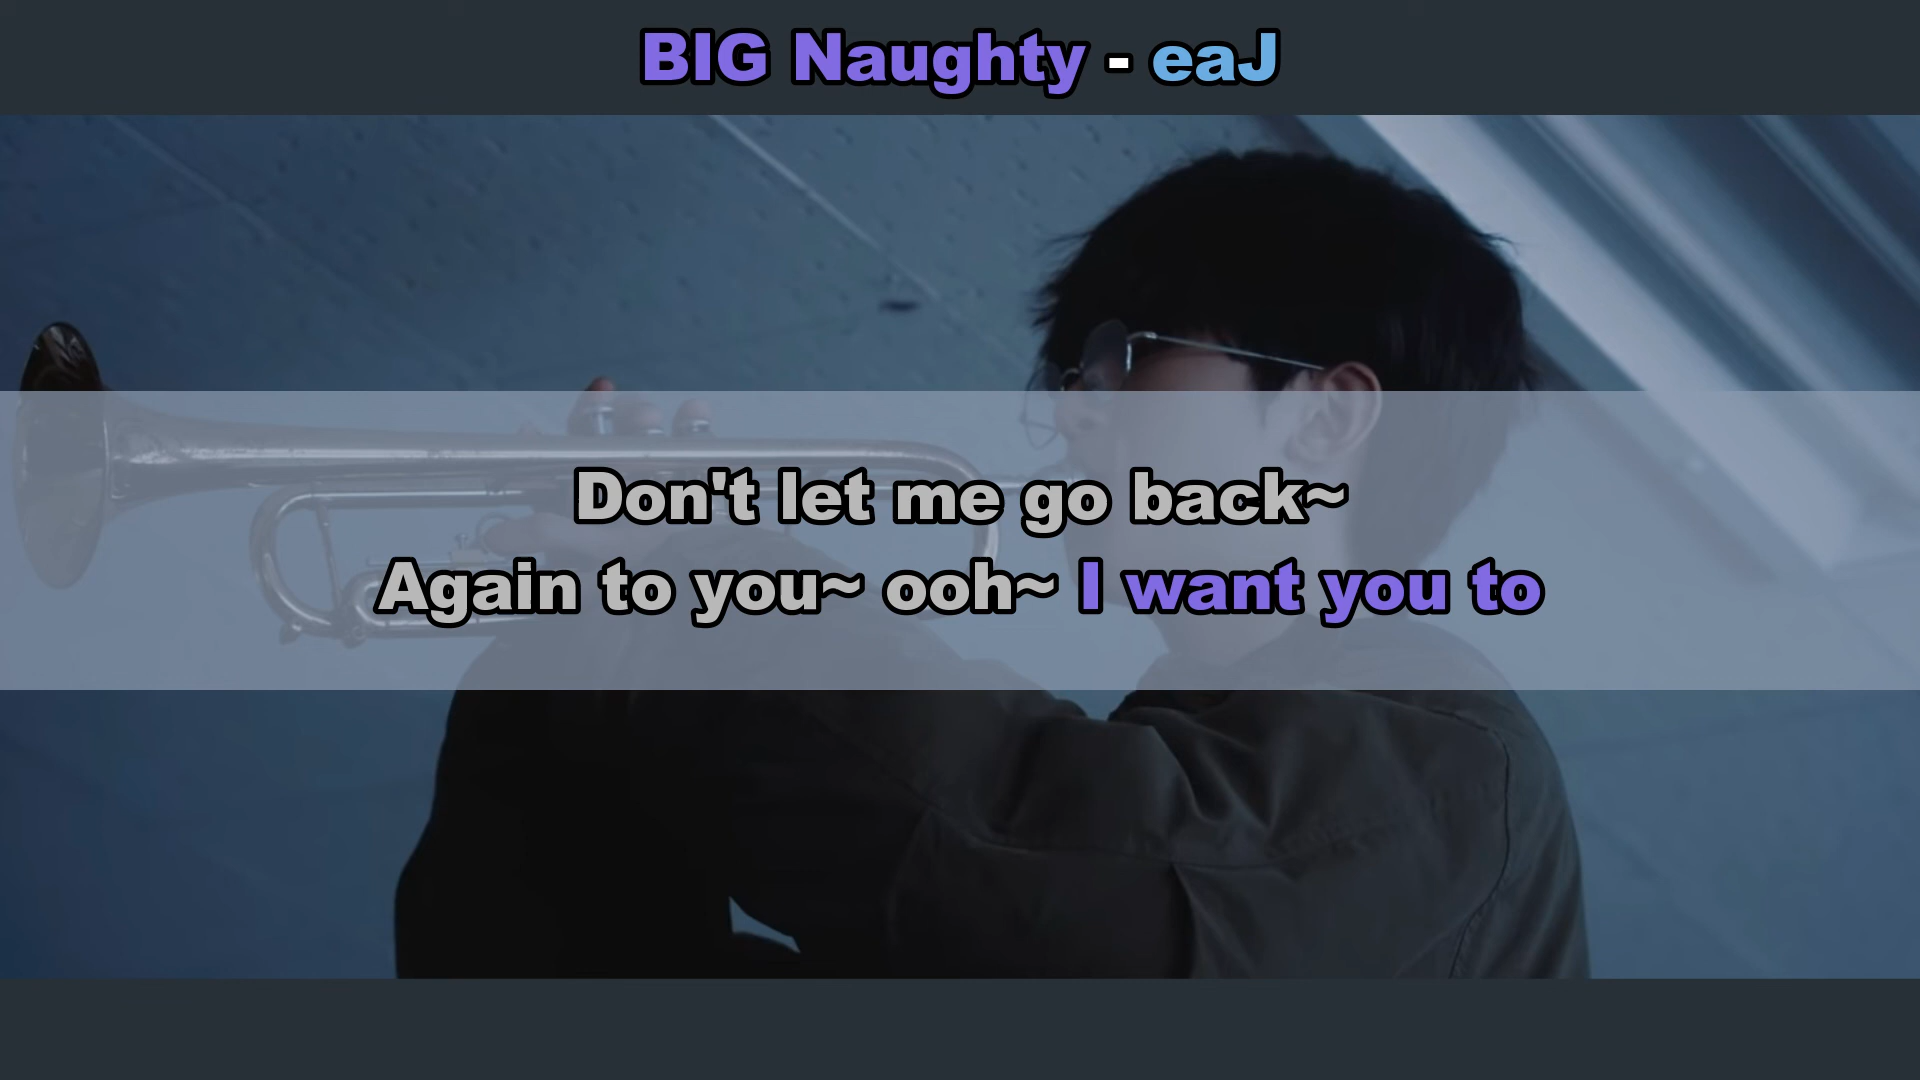 BIG Naughty - eaJ
Don't let me go back~
Again to you~ ooh~ I want you to